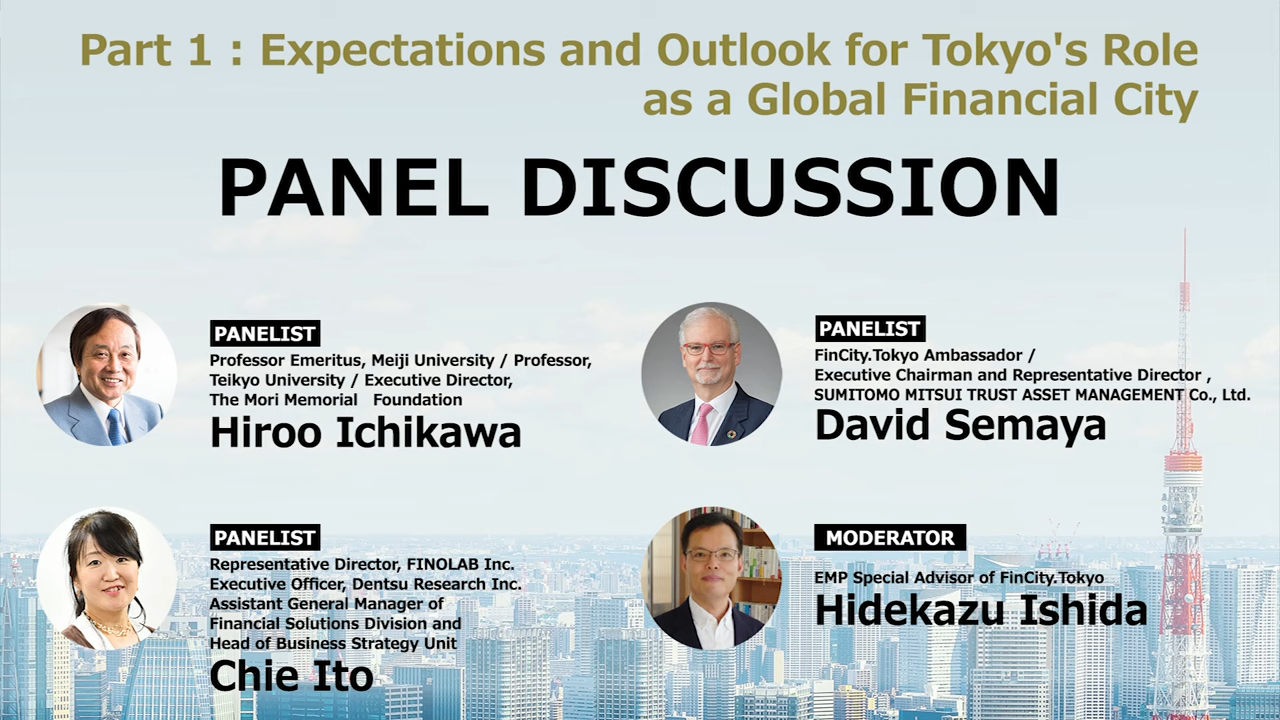 Part 1 : Expectations and Outlook for Tokyo's Role
as a Global Financial City
PANEL DISCUSSION
PANELIST
Professor Emeritus, Meiji University / Professor,
Teikyo University / Executive Director,
The Mori Memorial Foundation
Hiroo Ichikawa
PANELIST
FinCity.Tokyo Ambassador /
Executive Chairman and Representative Director ,
SUMITOMO MITSUI TRUST ASSET MANAGEMENT Co., Ltd.
David Semaya
PANELIST
Representative Director, FINOLAB Inc.
Executive Officer, Dentsu Research Inc.
Assistant General Manager of
Financial Solutions Division and
Head of Business Strategy Unit
Chie Ito
MODERATOR
EMP Special Advisor of FinCity.Tokyo
Hidekazu Ishida